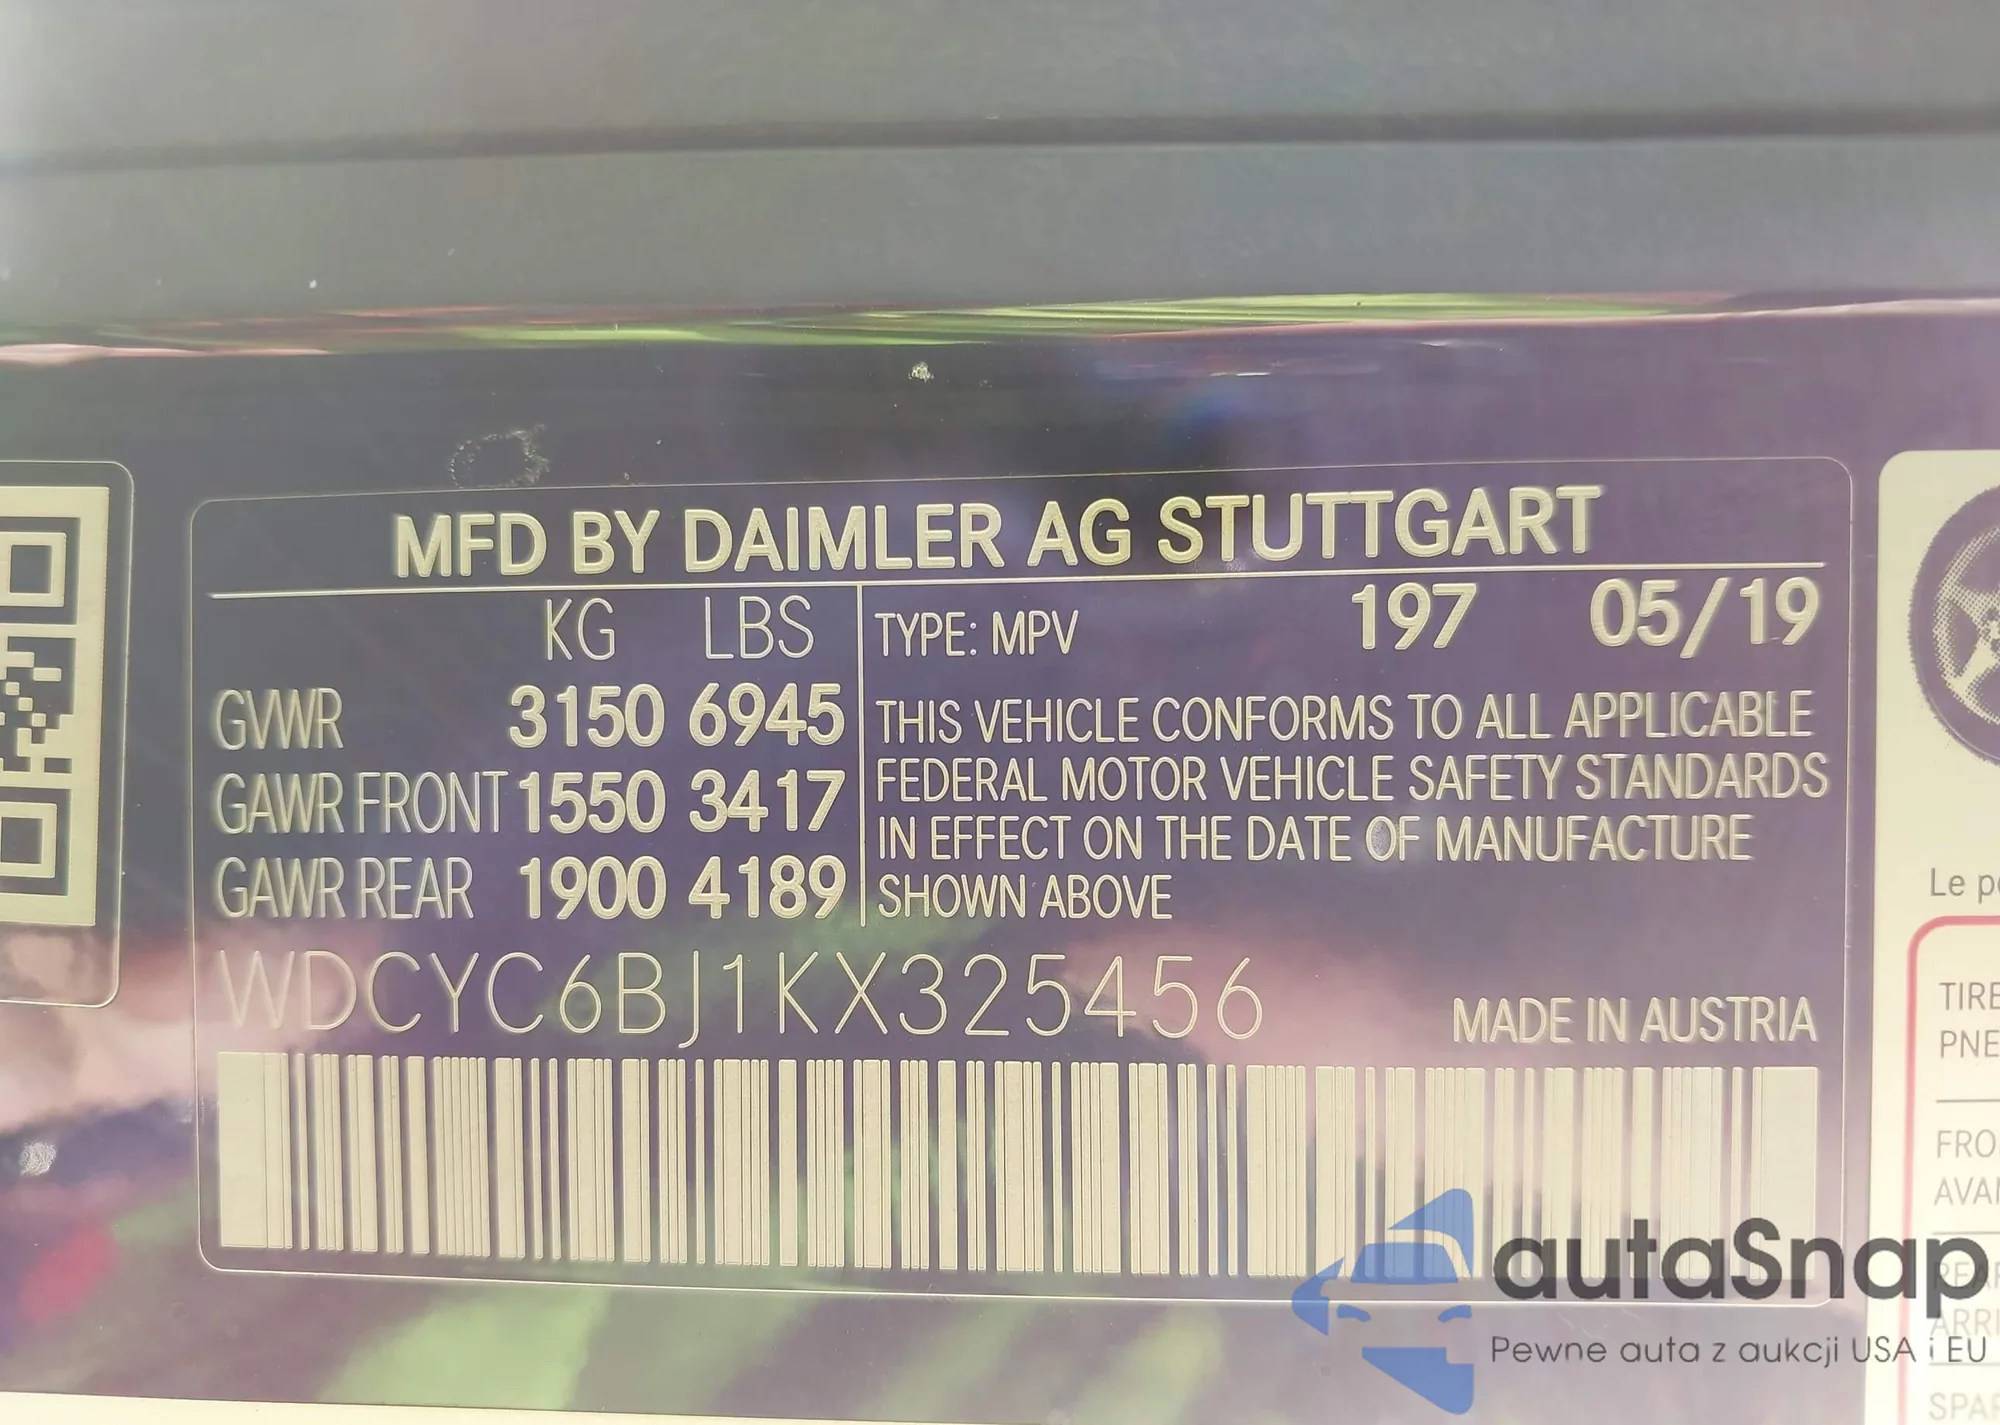 MFD BY DAIMLER AG STUTTGART
KG LBS
GVWR 3150 6945
GAWR FRONT 1550 3417
GAWR REAR 1900 4189
TYPE: MPV 197 05/19
THIS VEHICLE CONFORMS TO ALL APPLICABLE
FEDERAL MOTOR VEHICLE SAFETY STANDARDS
IN EFFECT ON THE DATE OF MANUFACTURE
SHOWN ABOVE
WDCYC6BJ1KX325456
MADE IN AUSTRIA
Le
TIRE
autaSnap
Pewne auta z aukcji USA i EU